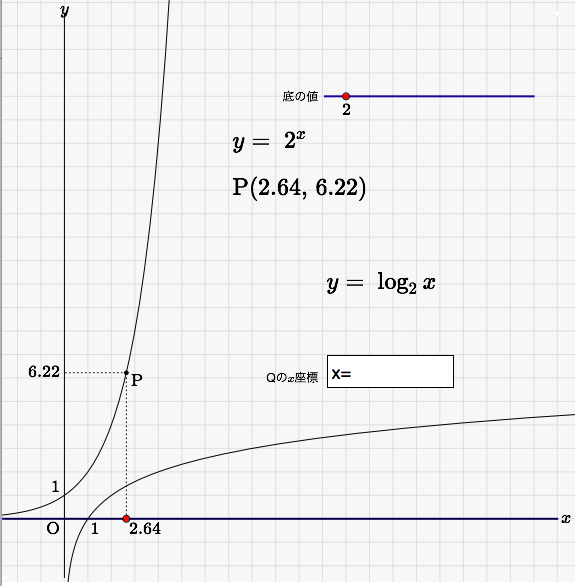 y
底の値
2
y = 2ˣ
P(2.64, 6.22)
y = log₂ x
6.22
P
Qのx座標
x=
1
O
1
2.64
x